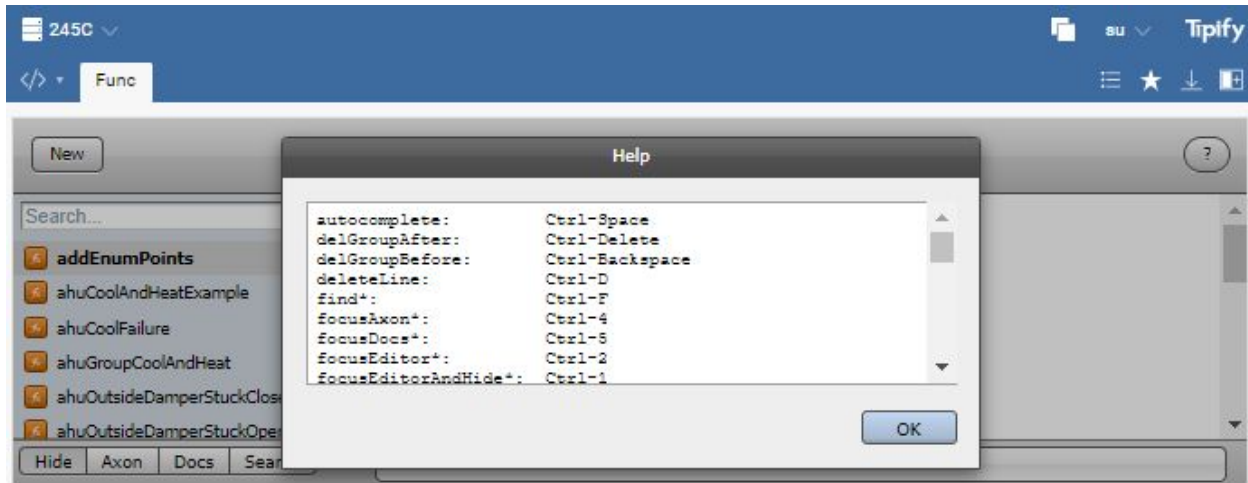 245C
su
Tipify
</>
Func
New
Help
?
Search...
addEnumPoints
ahuCoolAndHeatExample
ahuCoolFailure
ahuGroupCoolAndHeat
ahuOutsideDamperStuckClose
ahuOutsideDamperStuckOpe
autocomplete: Ctrl-Space
delGroupAfter: Ctrl-Delete
delGroupBefore: Ctrl-Backspace
deleteLine: Ctrl-D
find*: Ctrl-F
focusAxon*: Ctrl-4
focusDocs*: Ctrl-5
focusEditor*: Ctrl-2
focusEditorAndHide*: Ctrl-1
OK
Hide Axon Docs Sear